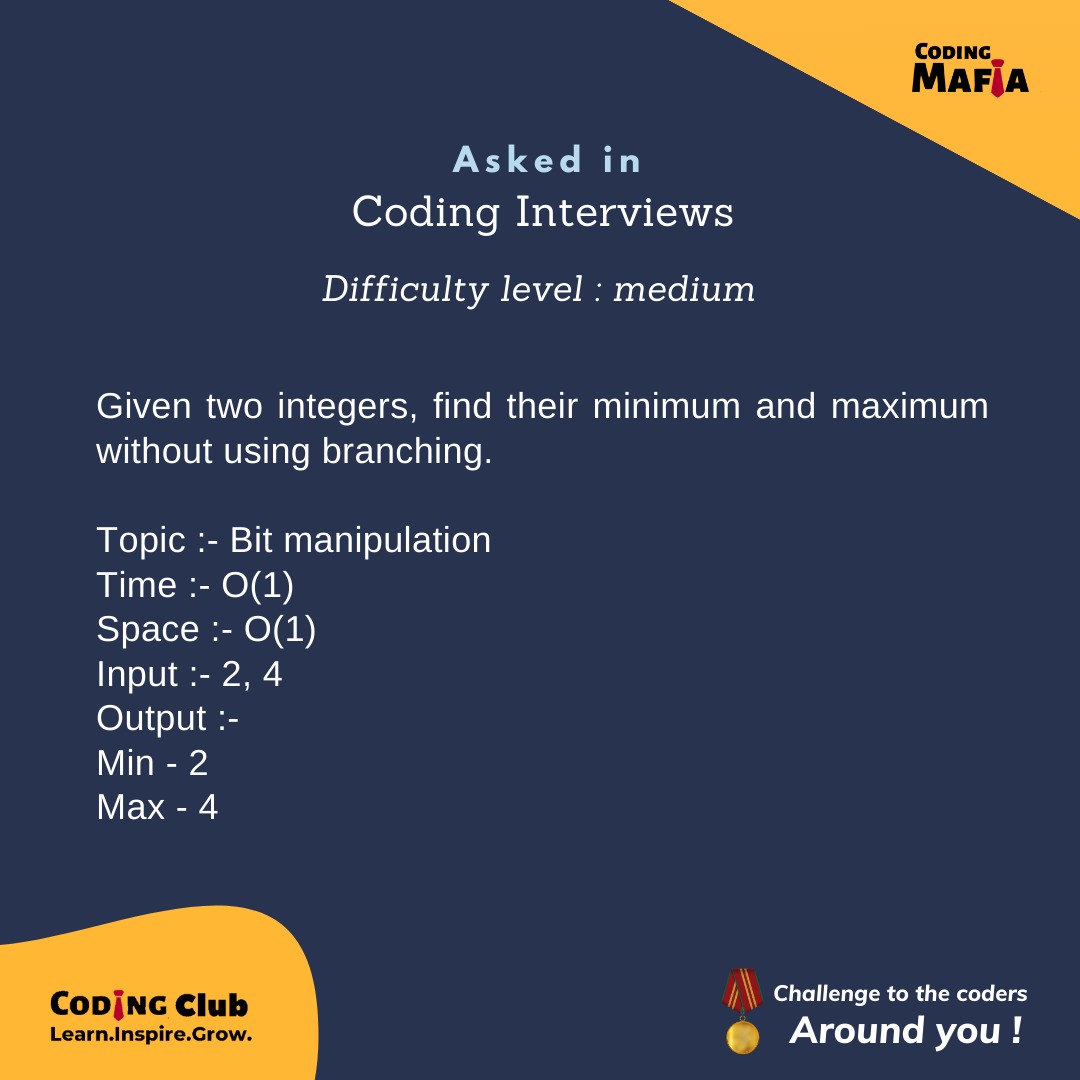 CODING
MAFIA
Asked in
Coding Interviews
Difficulty level : medium
Given two integers, find their minimum and maximum
without using branching.
Topic :- Bit manipulation
Time :- O(1)
Space :- O(1)
Input :- 2, 4
Output :-
Min - 2
Max - 4
CODING Club
Learn.Inspire.Grow.
Challenge to the coders
Around you !